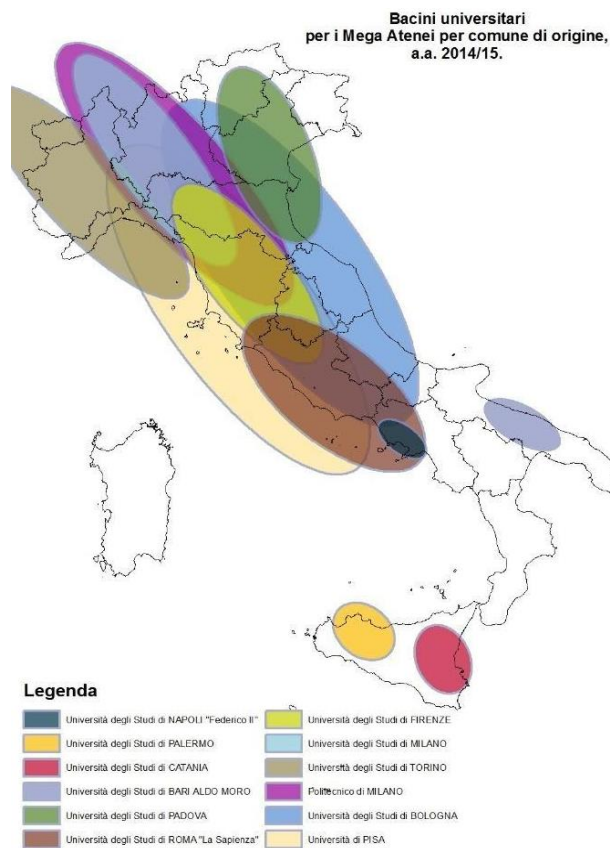 Bacini universitari
per i Mega Atenei per comune di origine,
a.a. 2014/15.
Legenda
Università degli Studi di NAPOLI "Federico II"
Università degli Studi di PALERMO
Università degli Studi di CATANIA
Università degli Studi di BARI ALDO MORO
Università degli Studi di PADOVA
Università degli Studi di ROMA "La Sapienza"
Università degli Studi di FIRENZE
Università degli Studi di MILANO
Università degli Studi di TORINO
Politecnico di MILANO
Università degli Studi di BOLOGNA
Università di PISA